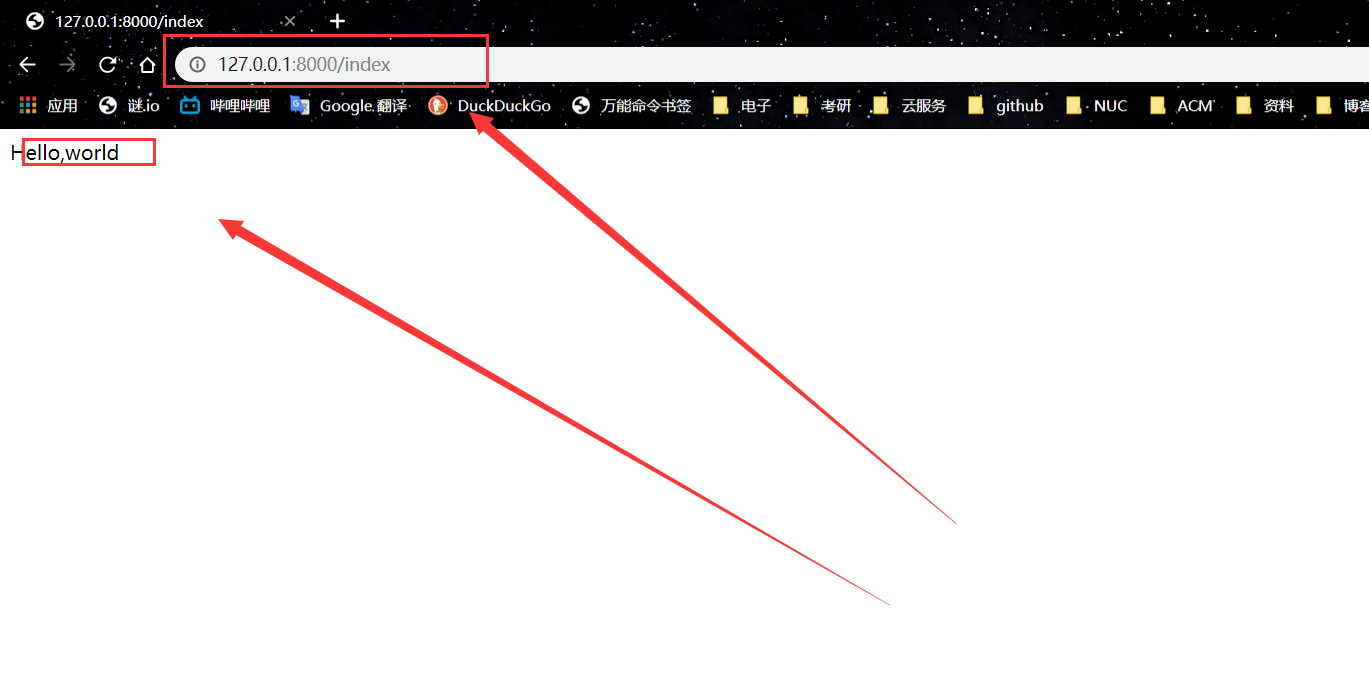 127.0.0.1:8000/index
127.0.0.1:8000/index
应用 谜.io 哔哩哔哩 Google 翻译 DuckDuckGo 万能命令书签 电子 考研 云服务 github NUC ACM 资料 博客
Hello,world